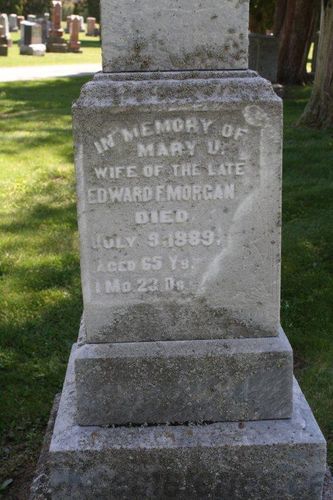 IN MEMORY OF
MARY U.
WIFE OF THE LATE
EDWARD F. MORGAN
DIED
JULY 9, 1889,
AGED 65 Ys.
1 Mo. 23 Ds.